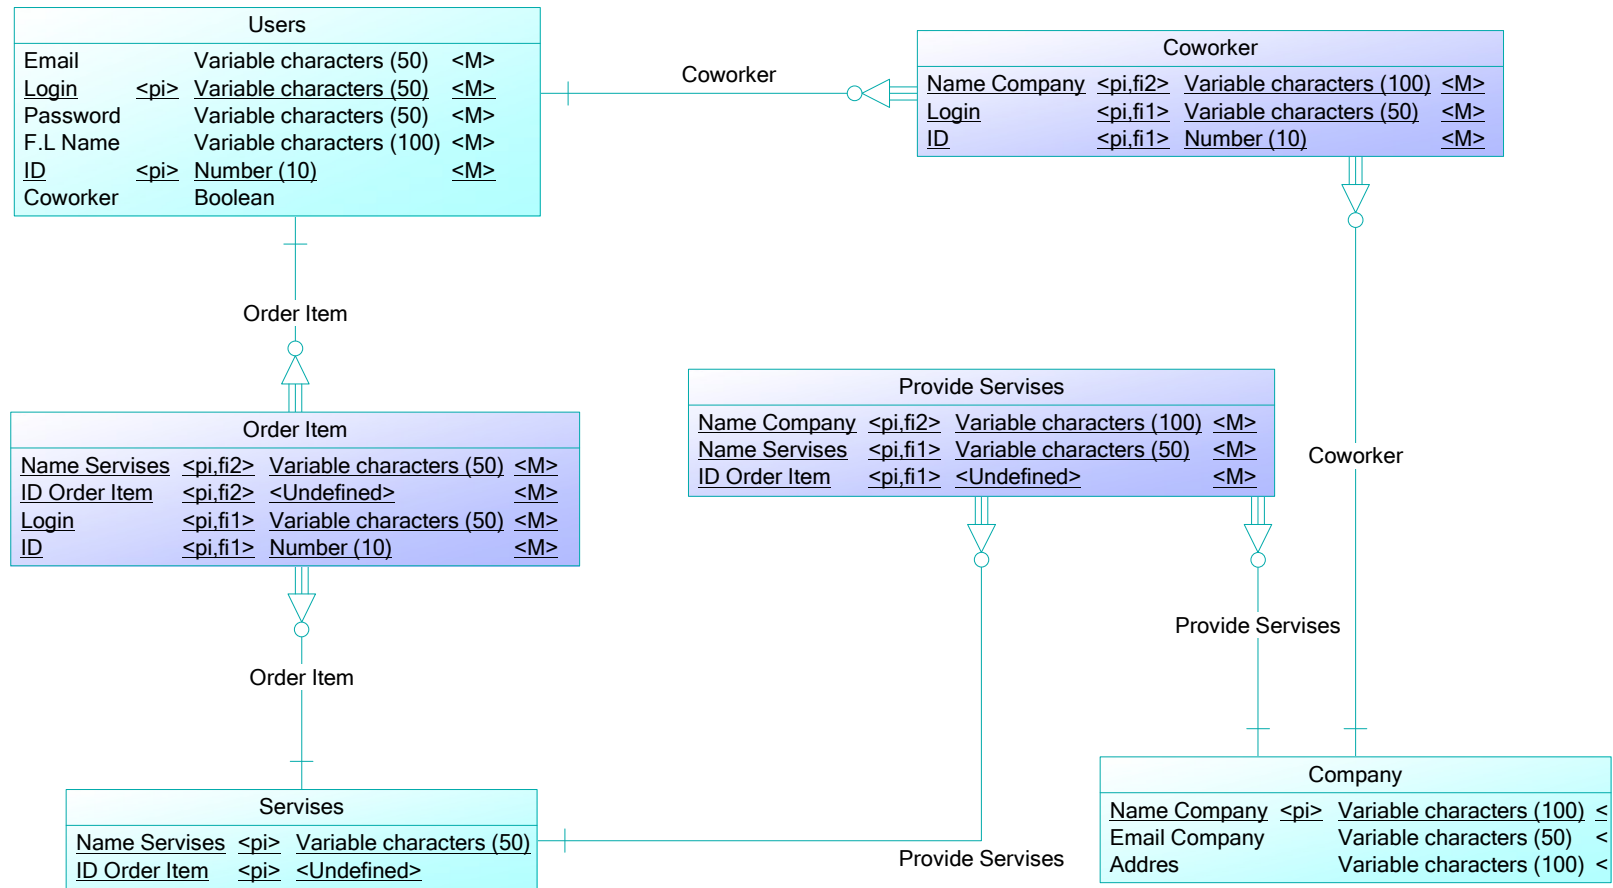 Users
Email Variable characters (50) <M>
Login <pi> Variable characters (50) <M>
Password Variable characters (50) <M>
F.L Name Variable characters (100) <M>
ID <pi> Number (10) <M>
Coworker Boolean
Coworker
Coworker
Name Company <pi,fi2> Variable characters (100) <M>
Login <pi,fi1> Variable characters (50) <M>
ID <pi,fi1> Number (10) <M>
Order Item
Order Item
Name Servises <pi,fi2> Variable characters (50) <M>
ID Order Item <pi,fi2> <Undefined> <M>
Login <pi,fi1> Variable characters (50) <M>
ID <pi,fi1> Number (10) <M>
Provide Servises
Name Company <pi,fi2> Variable characters (100) <M>
Name Servises <pi,fi1> Variable characters (50) <M>
ID Order Item <pi,fi1> <Undefined> <M>
Coworker
Provide Servises
Order Item
Servises
Name Servises <pi> Variable characters (50)
ID Order Item <pi> <Undefined>
Provide Servises
Company
Name Company <pi> Variable characters (100) <
Email Company Variable characters (50) <
Addres Variable characters (100) <